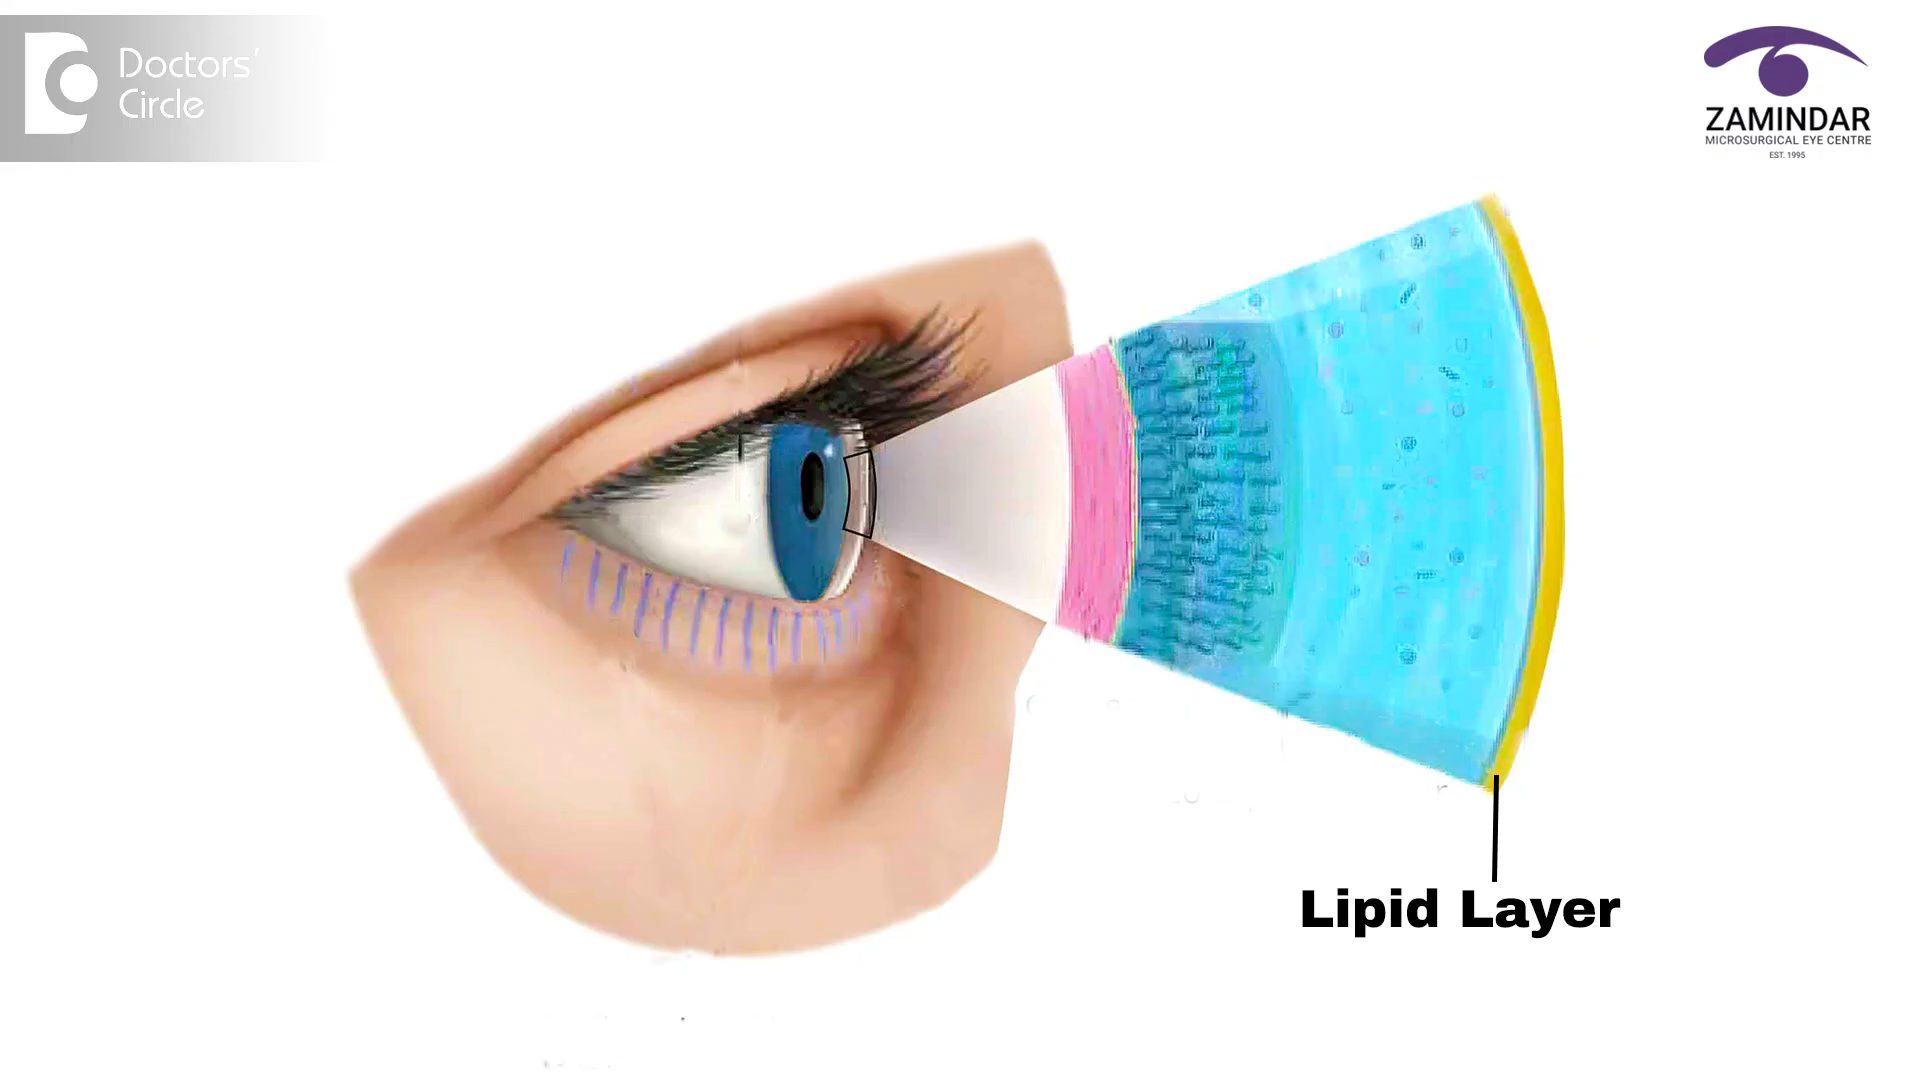 Doctors'
Circle
ZAMINDAR
MICROSURGICAL EYE CENTRE
EST. 1995
Lipid Layer